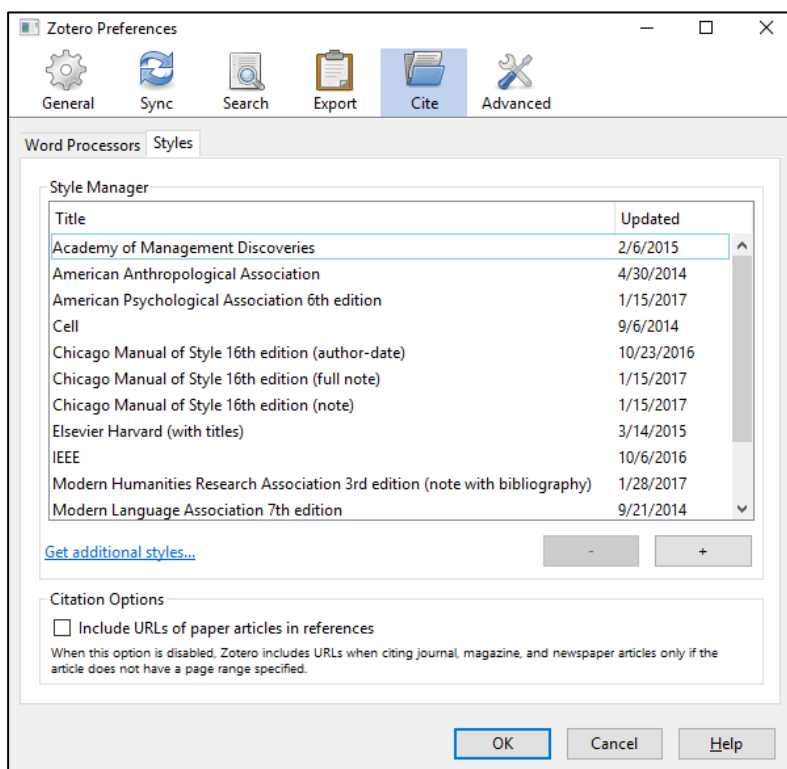 Zotero Preferences
General Sync Search Export Cite Advanced
Word Processors Styles
Style Manager
Title Updated
Academy of Management Discoveries 2/6/2015
American Anthropological Association 4/30/2014
American Psychological Association 6th edition 1/15/2017
Cell 9/6/2014
Chicago Manual of Style 16th edition (author-date) 10/23/2016
Chicago Manual of Style 16th edition (full note) 1/15/2017
Chicago Manual of Style 16th edition (note) 1/15/2017
Elsevier Harvard (with titles) 3/14/2015
IEEE 10/6/2016
Modern Humanities Research Association 3rd edition (note with bibliography) 1/28/2017
Modern Language Association 7th edition 9/21/2014
Get additional styles... - +
Citation Options
Include URLs of paper articles in references
When this option is disabled, Zotero includes URLs when citing journal, magazine, and newspaper articles only if the
article does not have a page range specified.
OK Cancel Help